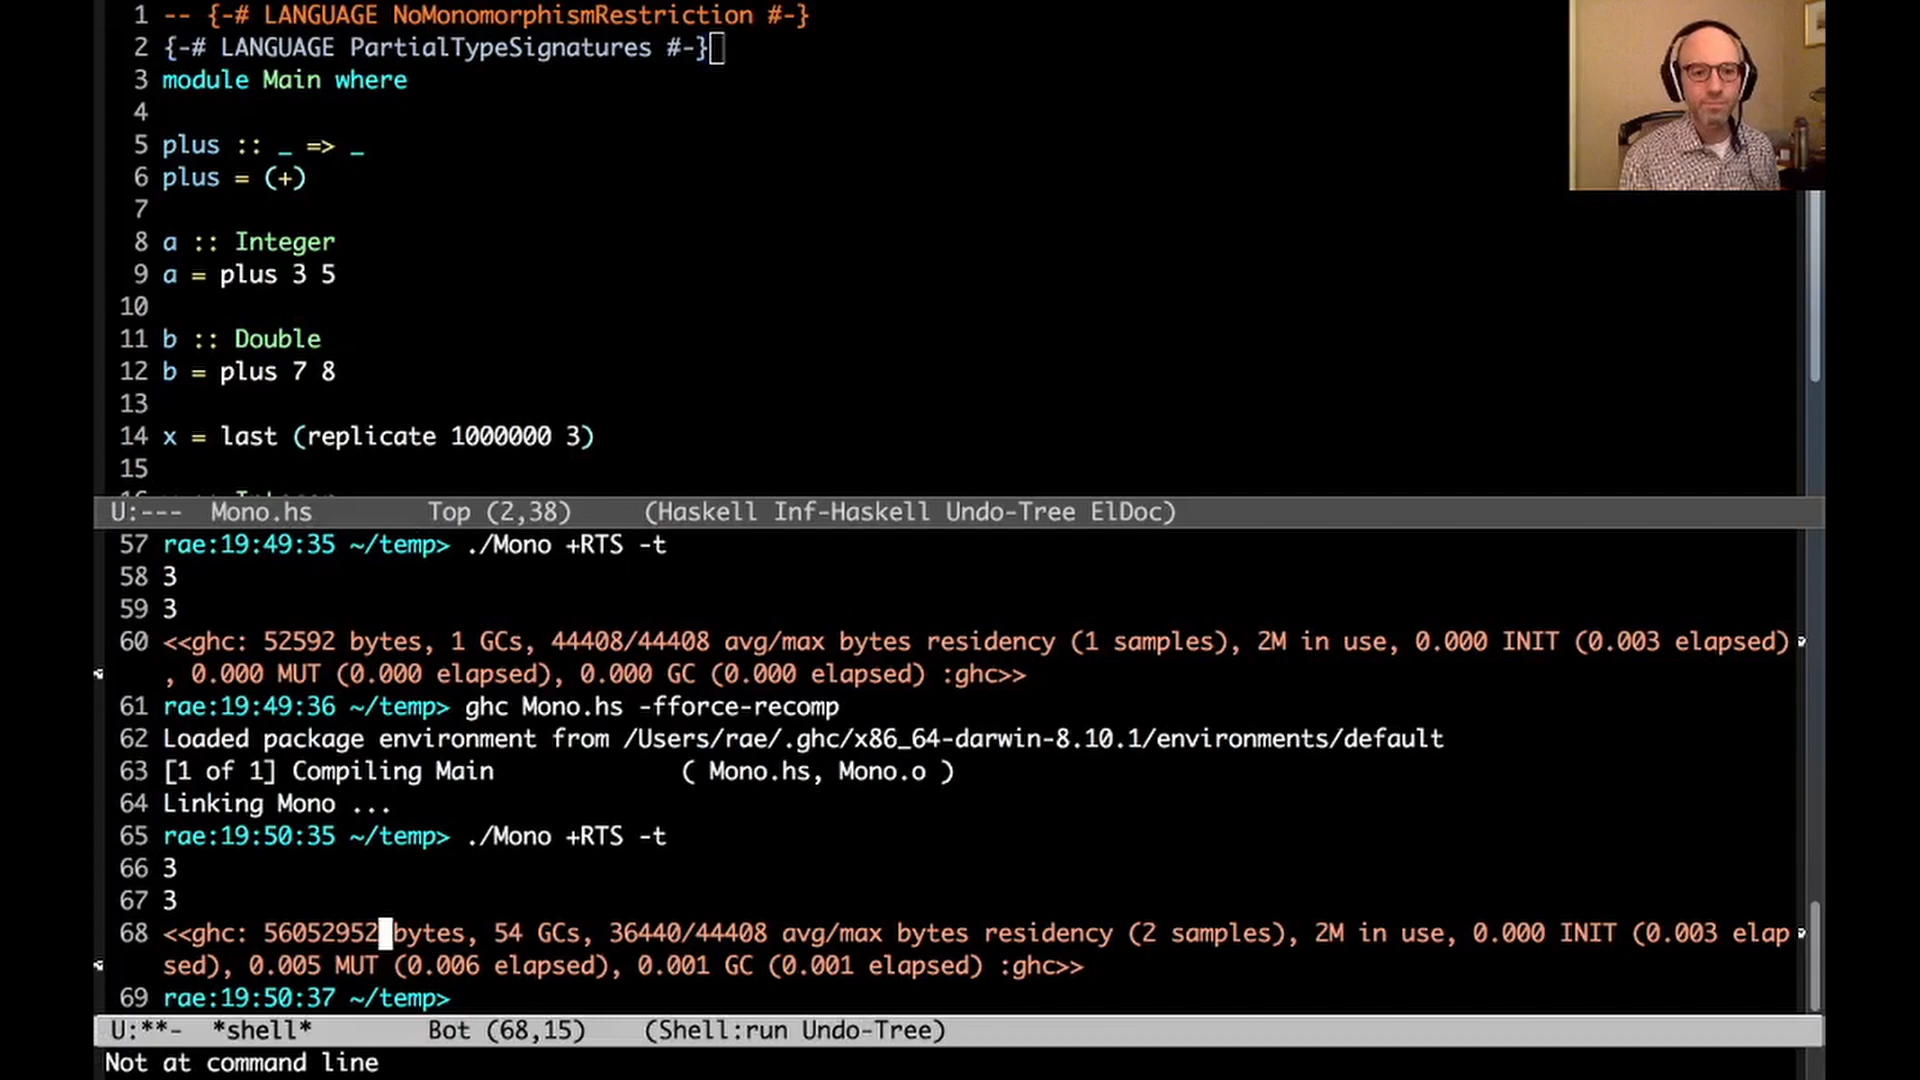 1 -- {-# LANGUAGE NoMonomorphismRestriction #-}
2 {-# LANGUAGE PartialTypeSignatures #-}
3 module Main where
4
5 plus :: _ => _
6 plus = (+)
7
8 a :: Integer
9 a = plus 3 5
10
11 b :: Double
12 b = plus 7 8
13
14 x = last (replicate 1000000 3)
15
U:--- Mono.hs Top (2,38) (Haskell Inf-Haskell Undo-Tree ElDoc)
57 rae:19:49:35 ~/temp> ./Mono +RTS -t
58 3
59 3
60 <<ghc: 52592 bytes, 1 GCs, 44408/44408 avg/max bytes residency (1 samples), 2M in use, 0.000 INIT (0.003 elapsed)
, 0.000 MUT (0.000 elapsed), 0.000 GC (0.000 elapsed) :ghc>>
61 rae:19:49:36 ~/temp> ghc Mono.hs -fforce-recomp
62 Loaded package environment from /Users/rae/.ghc/x86_64-darwin-8.10.1/environments/default
63 [1 of 1] Compiling Main ( Mono.hs, Mono.o )
64 Linking Mono ...
65 rae:19:50:35 ~/temp> ./Mono +RTS -t
66 3
67 3
68 <<ghc: 56052952 bytes, 54 GCs, 36440/44408 avg/max bytes residency (2 samples), 2M in use, 0.000 INIT (0.003 elap
sed), 0.005 MUT (0.006 elapsed), 0.001 GC (0.001 elapsed) :ghc>>
69 rae:19:50:37 ~/temp>
U:**- *shell* Bot (68,15) (Shell:run Undo-Tree)
Not at command line